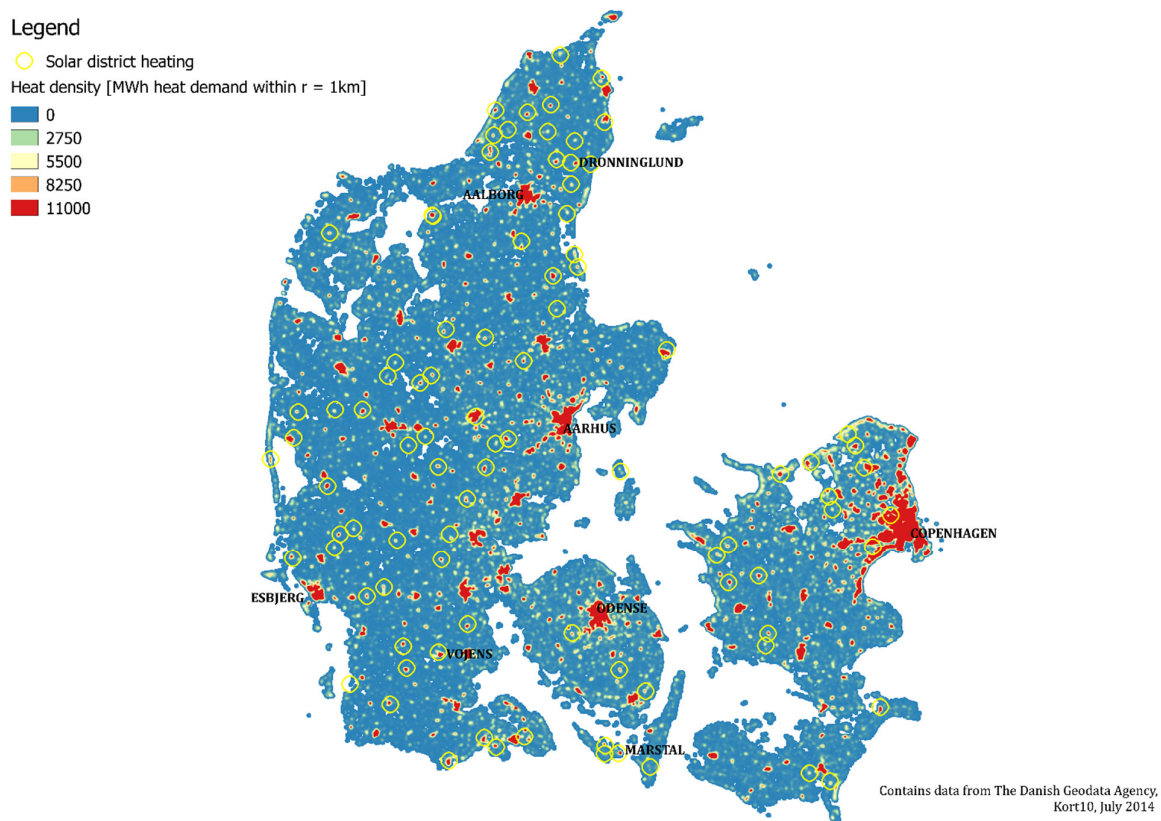 Legend
Solar district heating
Heat density [MWh heat demand within r = 1km]
0
2750
5500
8250
11000
DRONNINGLUND
AALBORG
AARHUS
COPENHAGEN
ESBJERG
ODENSE
VOJENS
MARSTAL
Contains data from The Danish Geodata Agency,
Kort10, July 2014